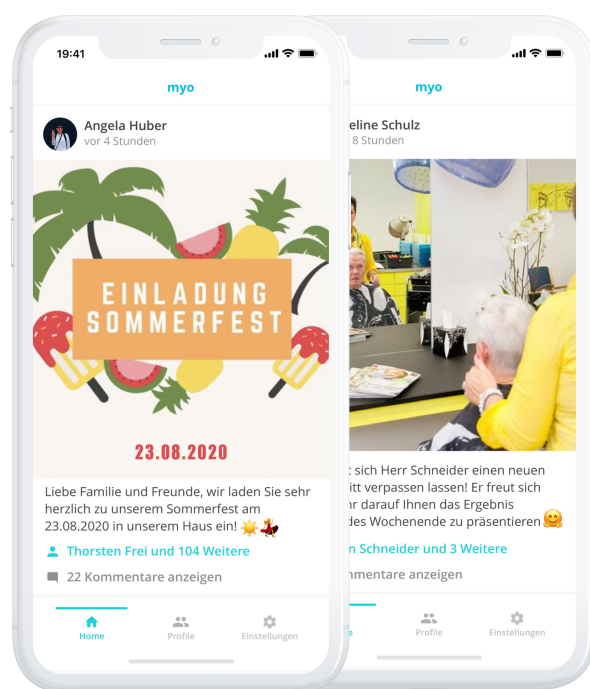 19:41
myo
Angela Huber
vor 4 Stunden
EINLADUNG
SOMMERFEST
23.08.2020
Liebe Familie und Freunde, wir laden Sie sehr
herzlich zu unserem Sommerfest am
23.08.2020 in unserem Haus ein!
Thorsten Frei und 104 Weitere
22 Kommentare anzeigen
Home
Profile
Einstellungen
myo
eline Schulz
8 Stunden
t sich Herr Schneider einen neuen
itt verpassen lassen! Er freut sich
r darauf Ihnen das Ergebnis
des Wochenende zu präsentieren
n Schneider und 3 Weitere
mmentare anzeigen
e
Profile
Einstellungen